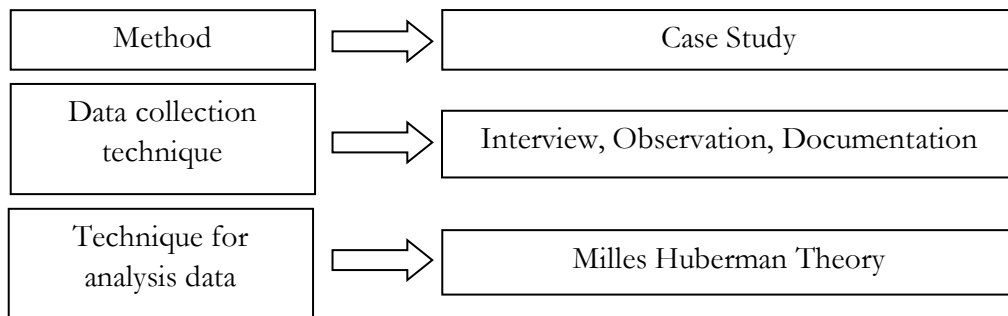 Method
Case Study
Data collection
technique
Interview, Observation, Documentation
Technique for
analysis data
Milles Huberman Theory